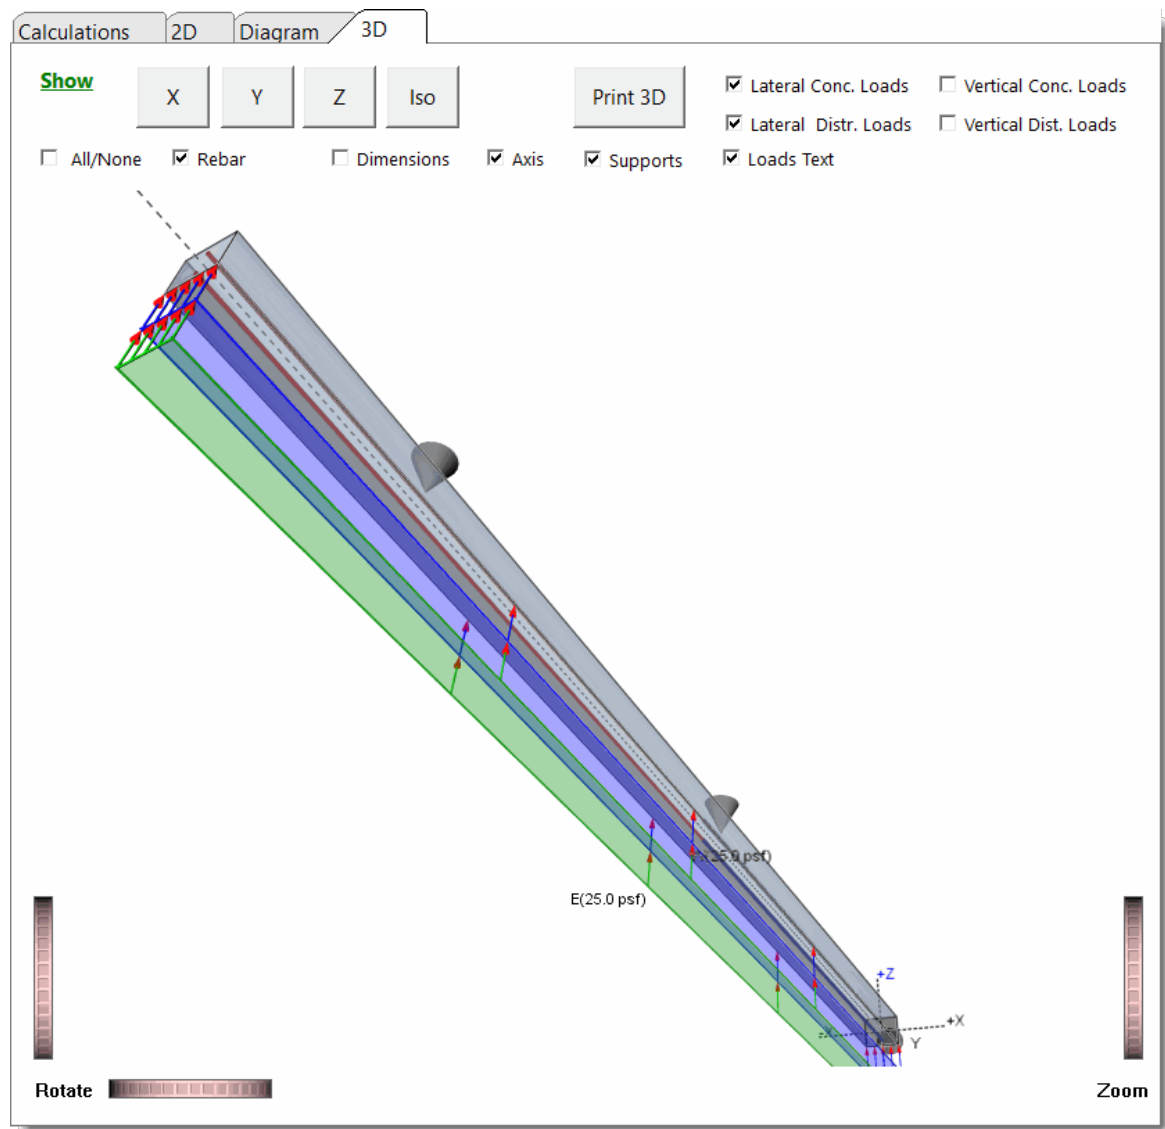 Calculations 2D Diagram 3D
Show X Y Z Iso Print 3D
Lateral Conc. Loads Vertical Conc. Loads
Lateral Distr. Loads Vertical Dist. Loads
All/None Rebar Dimensions Axis Supports Loads Text
(25.0 psf)
E(25.0 psf)
+Z
+X
-X
Y
Rotate Zoom